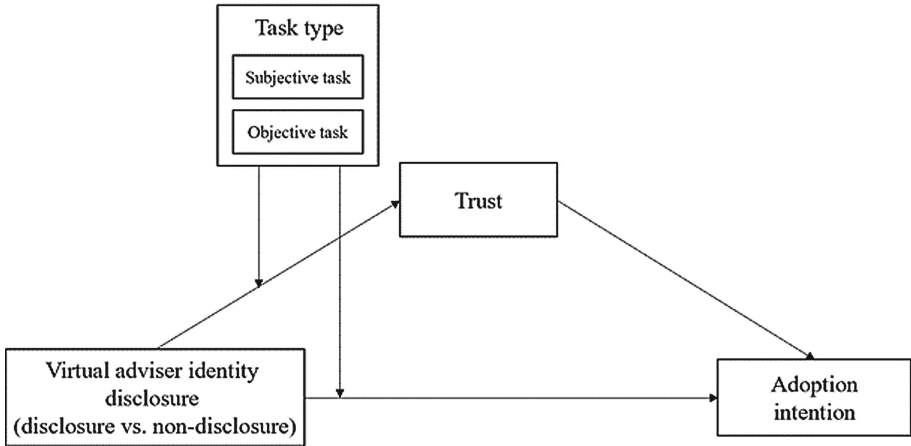 Task type
Subjective task
Objective task
Trust
Virtual adviser identity
disclosure
(disclosure vs. non-disclosure)
Adoption
intention